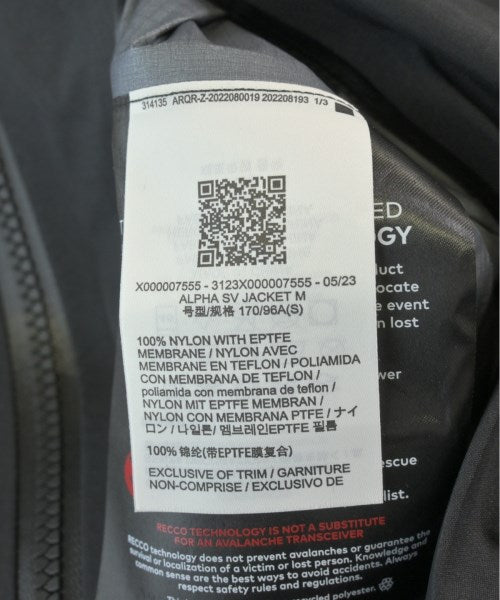 314135 ARQR-Z-2022080019 202208193 1/3
X000007555 - 3123X000007555 - 05/23
ALPHA SV JACKET M
号型/规格 170/96A(S)
100% NYLON WITH EPTFE
MEMBRANE / NYLON AVEC
MEMBRANE EN TEFLON / POLIAMIDA
CON MEMBRANA DE TEFLON /
poliamida con membrana de teflon /
NYLON MIT EPTFE MEMBRAN /
NYLON CON MEMBRANA PTFE / ナイ
ロン / 나일론/ 멤브레인EPTFE 필름
100% 锦纶(带EPTFE膜复合)
EXCLUSIVE OF TRIM / GARNITURE
NON-COMPRISE / EXCLUSIVO DE
ED
OGY
duct
ocate
e event
n lost
wer
escue
list.
RECCO TECHNOLOGY IS NOT A SUBSTITUTE
FOR AN AVALANCHE TRANSCEIVER
RECCO technology does not prevent avalanches or guarantee the
survival or localization of a victim or lost person. Knowledge and
common sense are the best ways to avoid accidents. Always
respect safety rules and regulations.
recycled polyester.